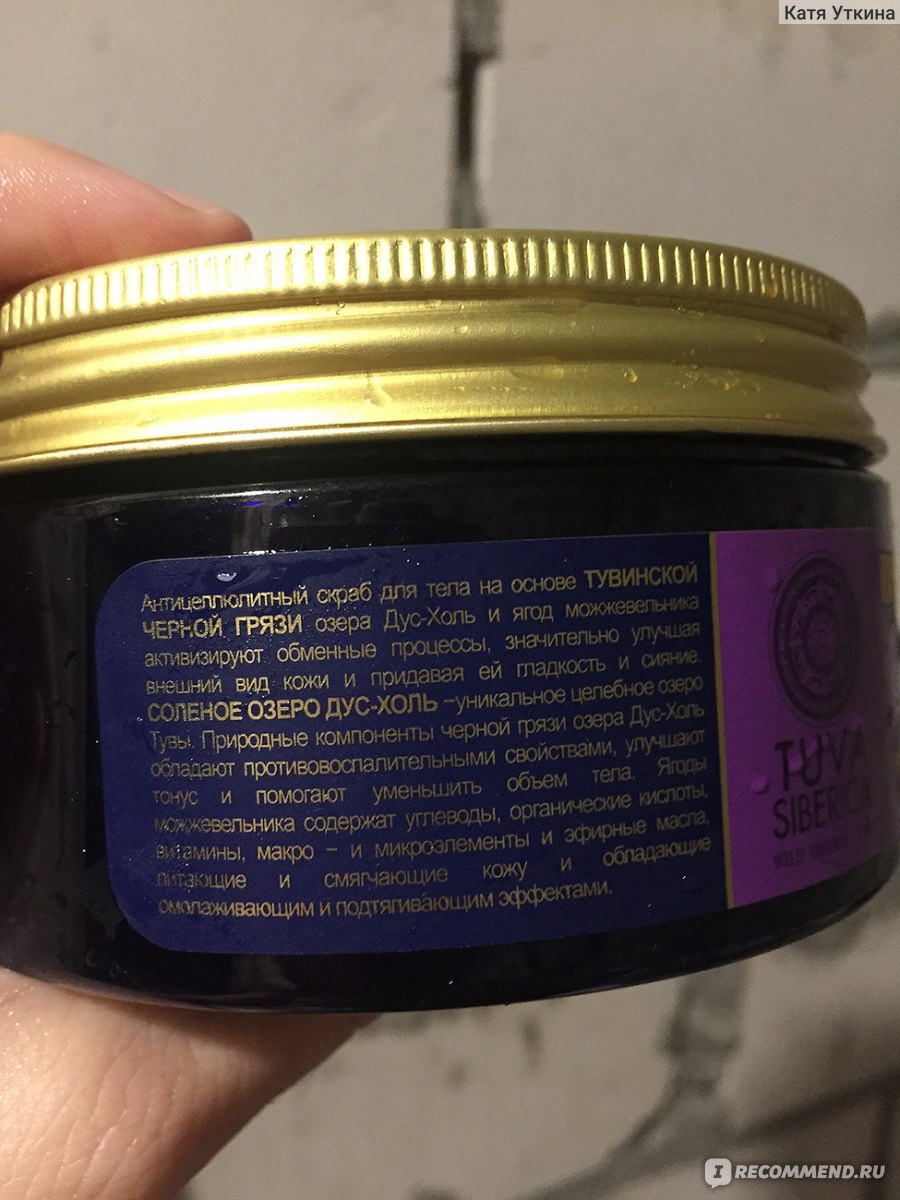 Катя Уткина
Антицеллюлитный скраб для тела на основе ТУВИНСКОЙ
ЧЕРНОЙ ГРЯЗИ озера Дус-Холь и ягод можжевельника
активизируют обменные процессы, значительно улучшая
внешний вид кожи и придавая ей гладкость и сияние.
СОЛЕНОЕ ОЗЕРО ДУС-ХОЛЬ –уникальное целебное озеро
Тувы. Природные компоненты черной грязи озера Дус-Холь
обладают противовоспалительными свойствами, улучшают
тонус и помогают уменьшить объем тела. Ягоды
можжевельника содержат углеводы, органические кислоты,
витамины, макро – и микроэлементы и эфирные масла,
питающие и смягчающие кожу и обладающие
омолаживающим и подтягивающим эффектами.
TUVA
SIBERICA
WILD
I RECOMMEND.RU